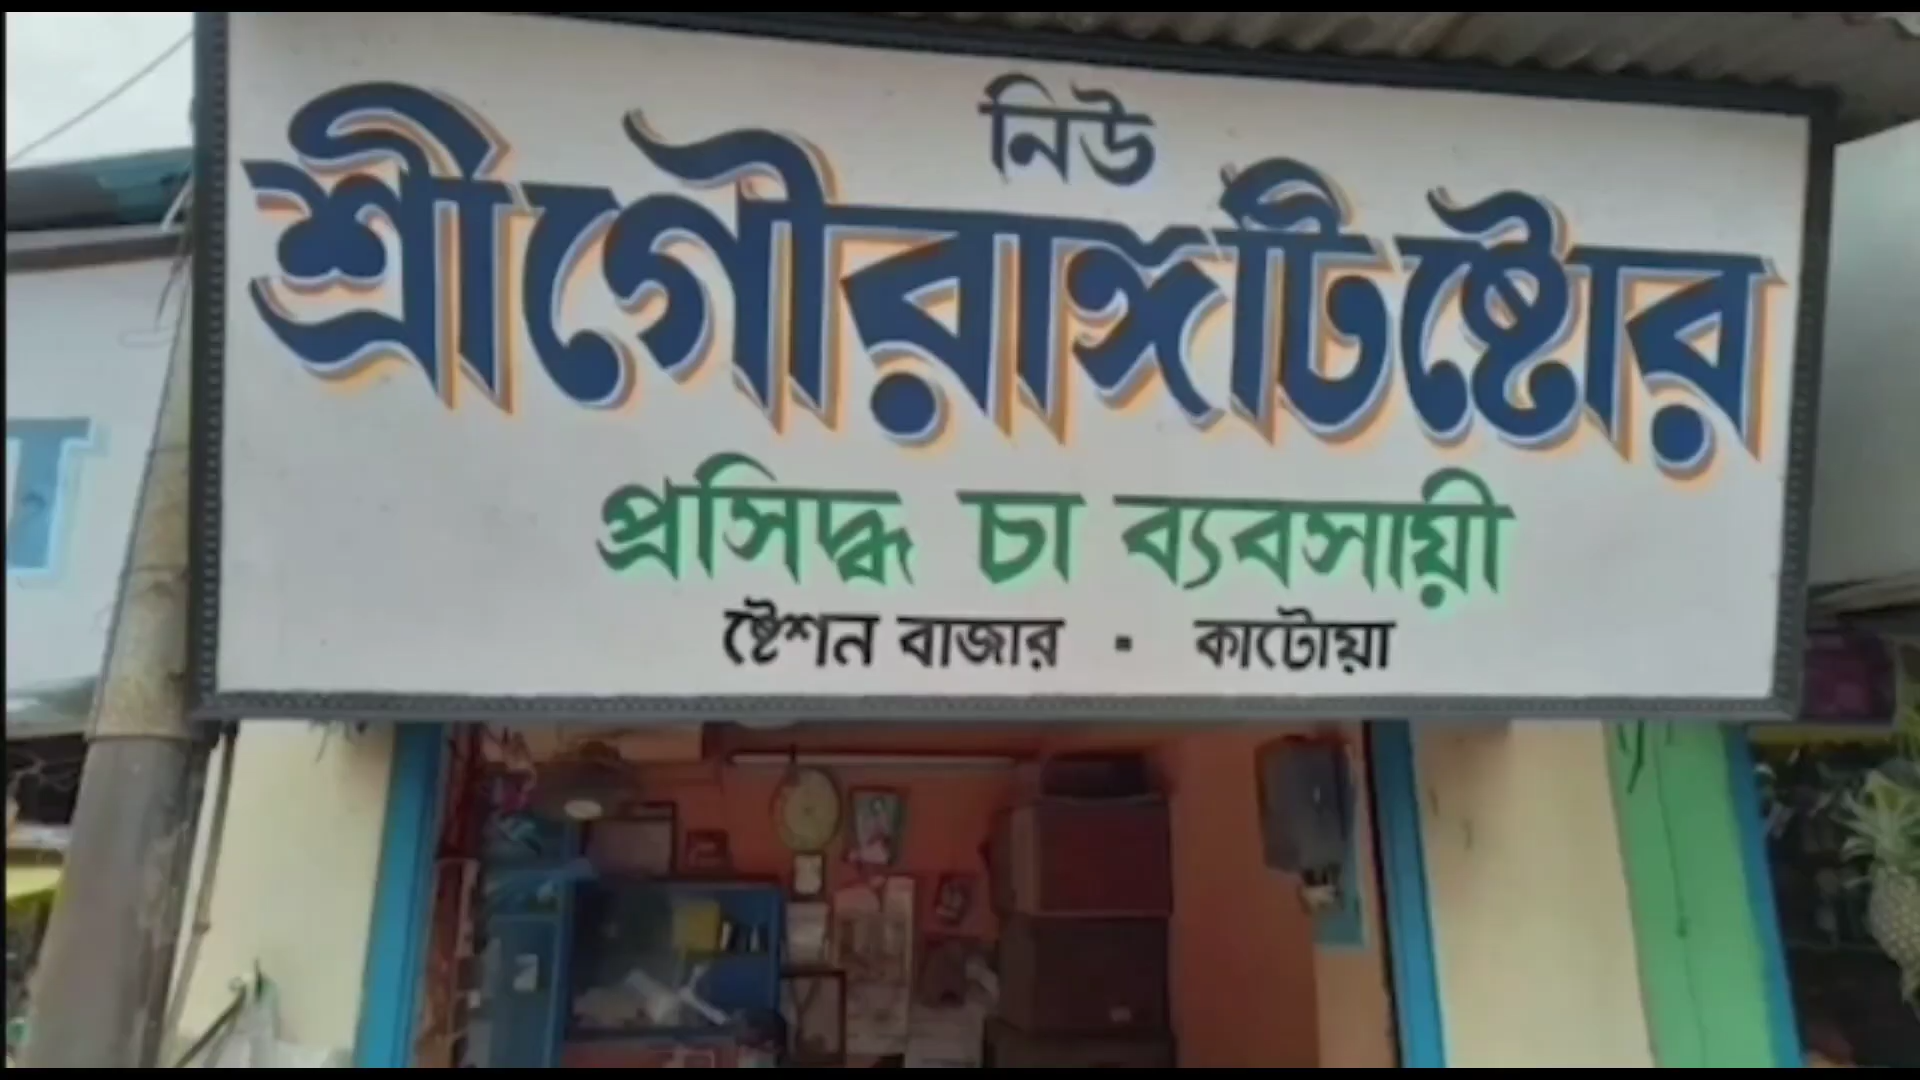 নিউ
শ্রীগৌরাঙ্গটিষ্টোর
প্রসিদ্ধ চা ব্যবসায়ী
ষ্টেশন বাজার ▪ কাটোয়া